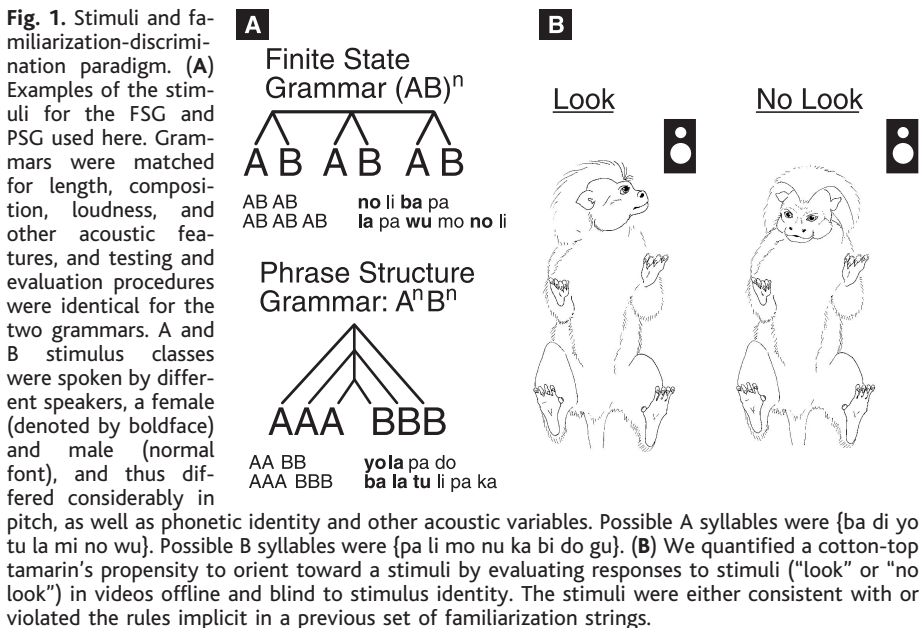 Fig. 1. Stimuli and fa-
miliarization-discrimi-
nation paradigm. (A)
Examples of the stim-
uli for the FSG and
PSG used here. Gram-
mars were matched
for length, composi-
tion, loudness, and
other acoustic fea-
tures, and testing and
evaluation procedures
were identical for the
two grammars. A and
B stimulus classes
were spoken by differ-
ent speakers, a female
(denoted by boldface)
and male (normal
font), and thus dif-
fered considerably in
pitch, as well as phonetic identity and other acoustic variables. Possible A syllables were {ba di yo
tu la mi no wu}. Possible B syllables were {pa li mo nu ka bi do gu}. (B) We quantified a cotton-top
tamarin's propensity to orient toward a stimuli by evaluating responses to stimuli ("look" or "no
look") in videos offline and blind to stimulus identity. The stimuli were either consistent with or
violated the rules implicit in a previous set of familiarization strings.
A
Finite State
Grammar (AB)ⁿ
A B A B A B
AB AB no li ba pa
AB AB AB la pa wu mo no li
Phrase Structure
Grammar: AⁿBⁿ
AAA BBB
AA BB yola pa do
AAA BBB ba la tu li pa ka
B
Look No Look